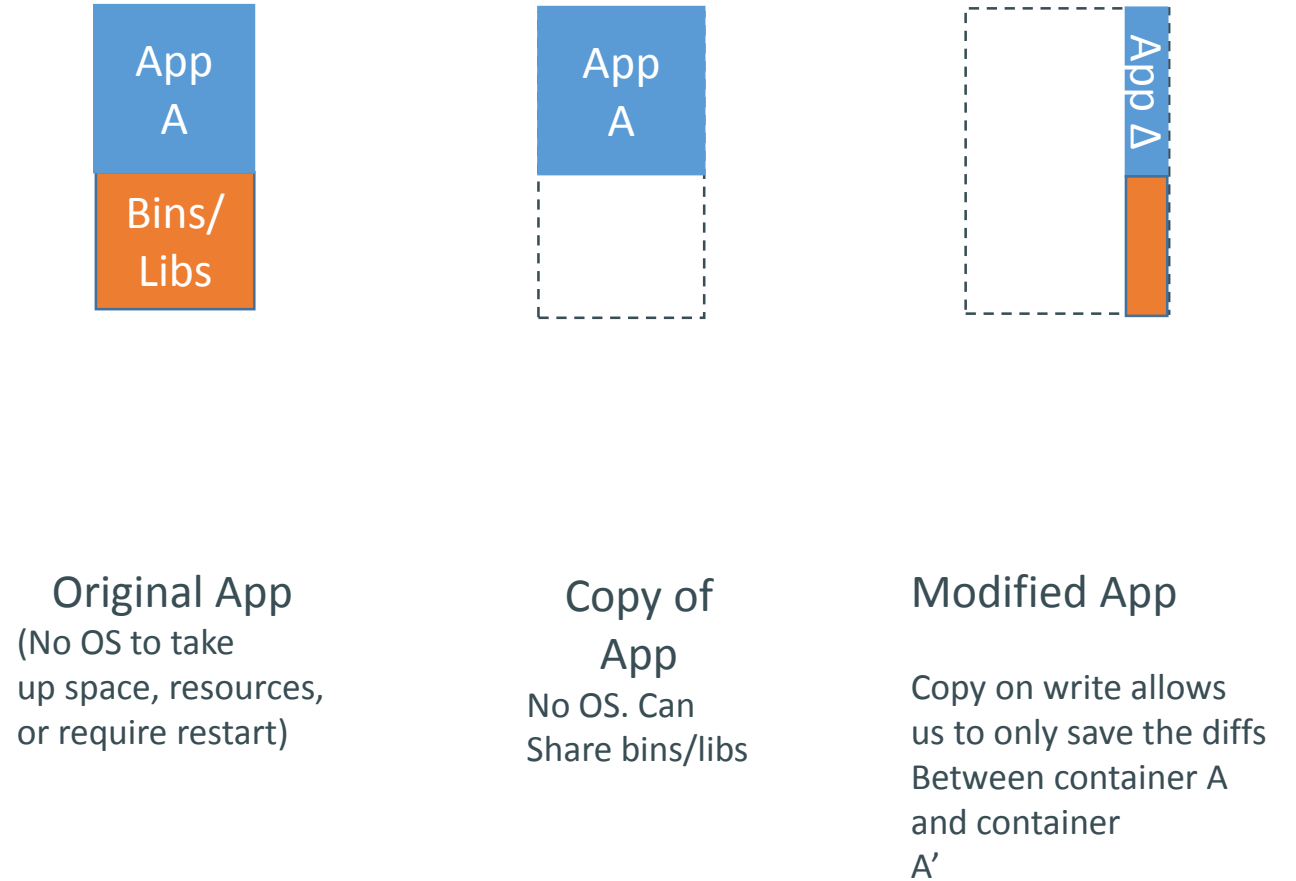 App
A
Bins/
Libs
App
A
App Δ
Original App
(No OS to take
up space, resources,
or require restart)
Copy of
App
No OS. Can
Share bins/libs
Modified App
Copy on write allows
us to only save the diffs
Between container A
and container
A’